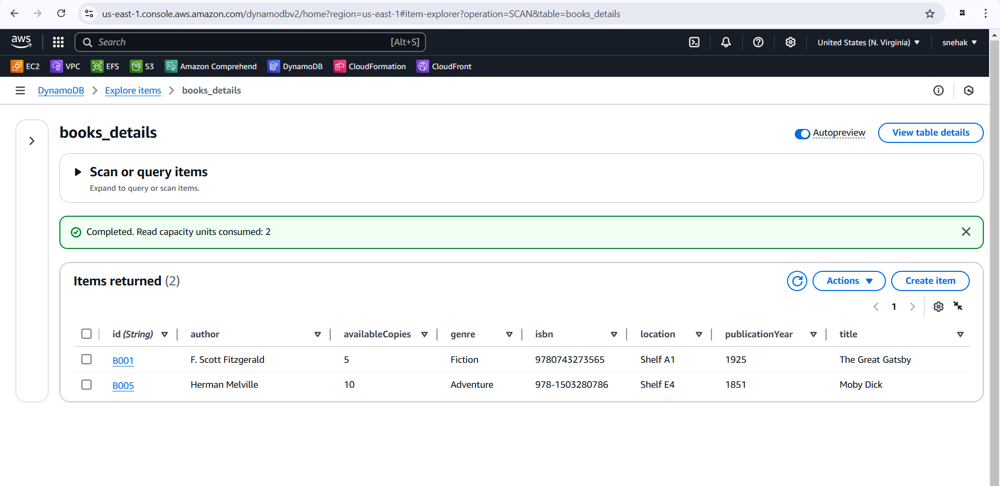 us-east-1.console.aws.amazon.com/dynamodbv2/home?region=us-east-1#item-explorer?operation=SCAN&table=books_details
21
aws
Search [Alt+S]
United States (N. Virginia)
snehak
EC2 VPC EFS S3 Amazon Comprehend DynamoDB CloudFormation CloudFront
DynamoDB Explore items books_details
books_details
Autopreview
View table details
Scan or query items
Expand to query or scan items.
Completed. Read capacity units consumed: 2
Items returned (2)
Actions
Create item
1
id (String) author availableCopies genre isbn location publicationYear title
B001 F. Scott Fitzgerald 5 Fiction 9780743273565 Shelf A1 1925 The Great Gatsby
B005 Herman Melville 10 Adventure 978-1503280786 Shelf E4 1851 Moby Dick